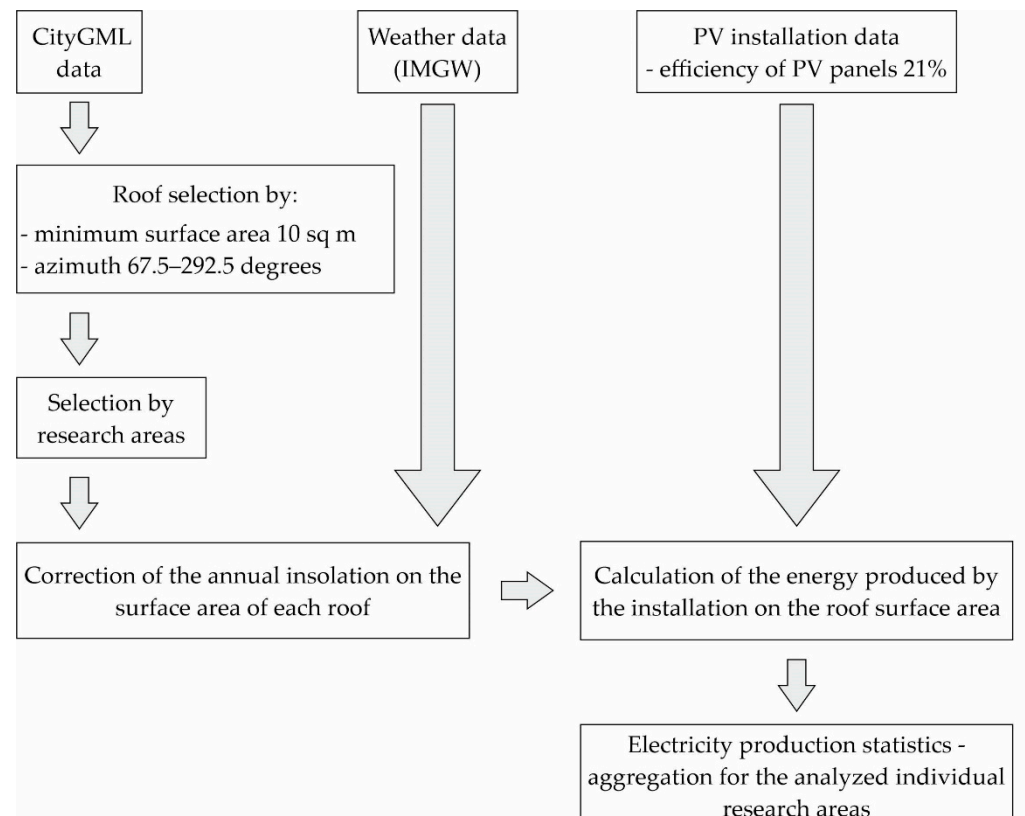 CityGML
data
Weather data
(IMGW)
PV installation data
- efficiency of PV panels 21%
Roof selection by:
- minimum surface area 10 sq m
- azimuth 67.5–292.5 degrees
Selection by
research areas
Correction of the annual insolation on the
surface area of each roof
Calculation of the energy produced by
the installation on the roof surface area
Electricity production statistics -
aggregation for the analyzed individual
research areas